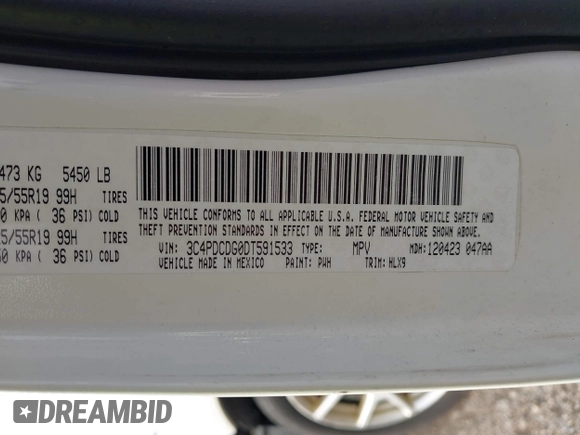 473 KG 5450 LB
5/55R19 99H TIRES
0 KPA ( 36 PSI) COLD
5/55R19 99H TIRES
50 KPA ( 36 PSI) COLD
THIS VEHICLE CONFORMS TO ALL APPLICABLE U.S.A. FEDERAL MOTOR VEHICLE SAFETY AND
THEFT PREVENTION STANDARDS IN EFFECT ON THE DATE OF MANUFACTURE SHOWN ABOVE.
VIN: 3C4PDCDG0DT591533 TYPE: MPV MDH: 120423 047AA
VEHICLE MADE IN MEXICO PAINT: PWH TRIM: HLX9
DREAMBID